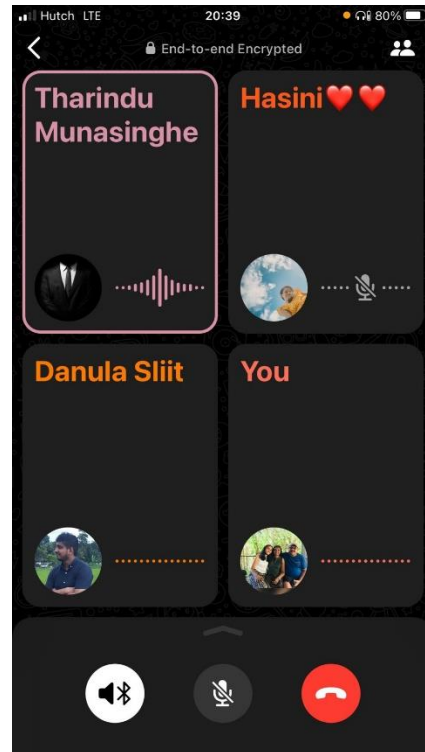 Hutch LTE 20:39 80%
End-to-end Encrypted
Tharindu
Munasinghe
Hasini❤️❤️
Danula Sliit
You